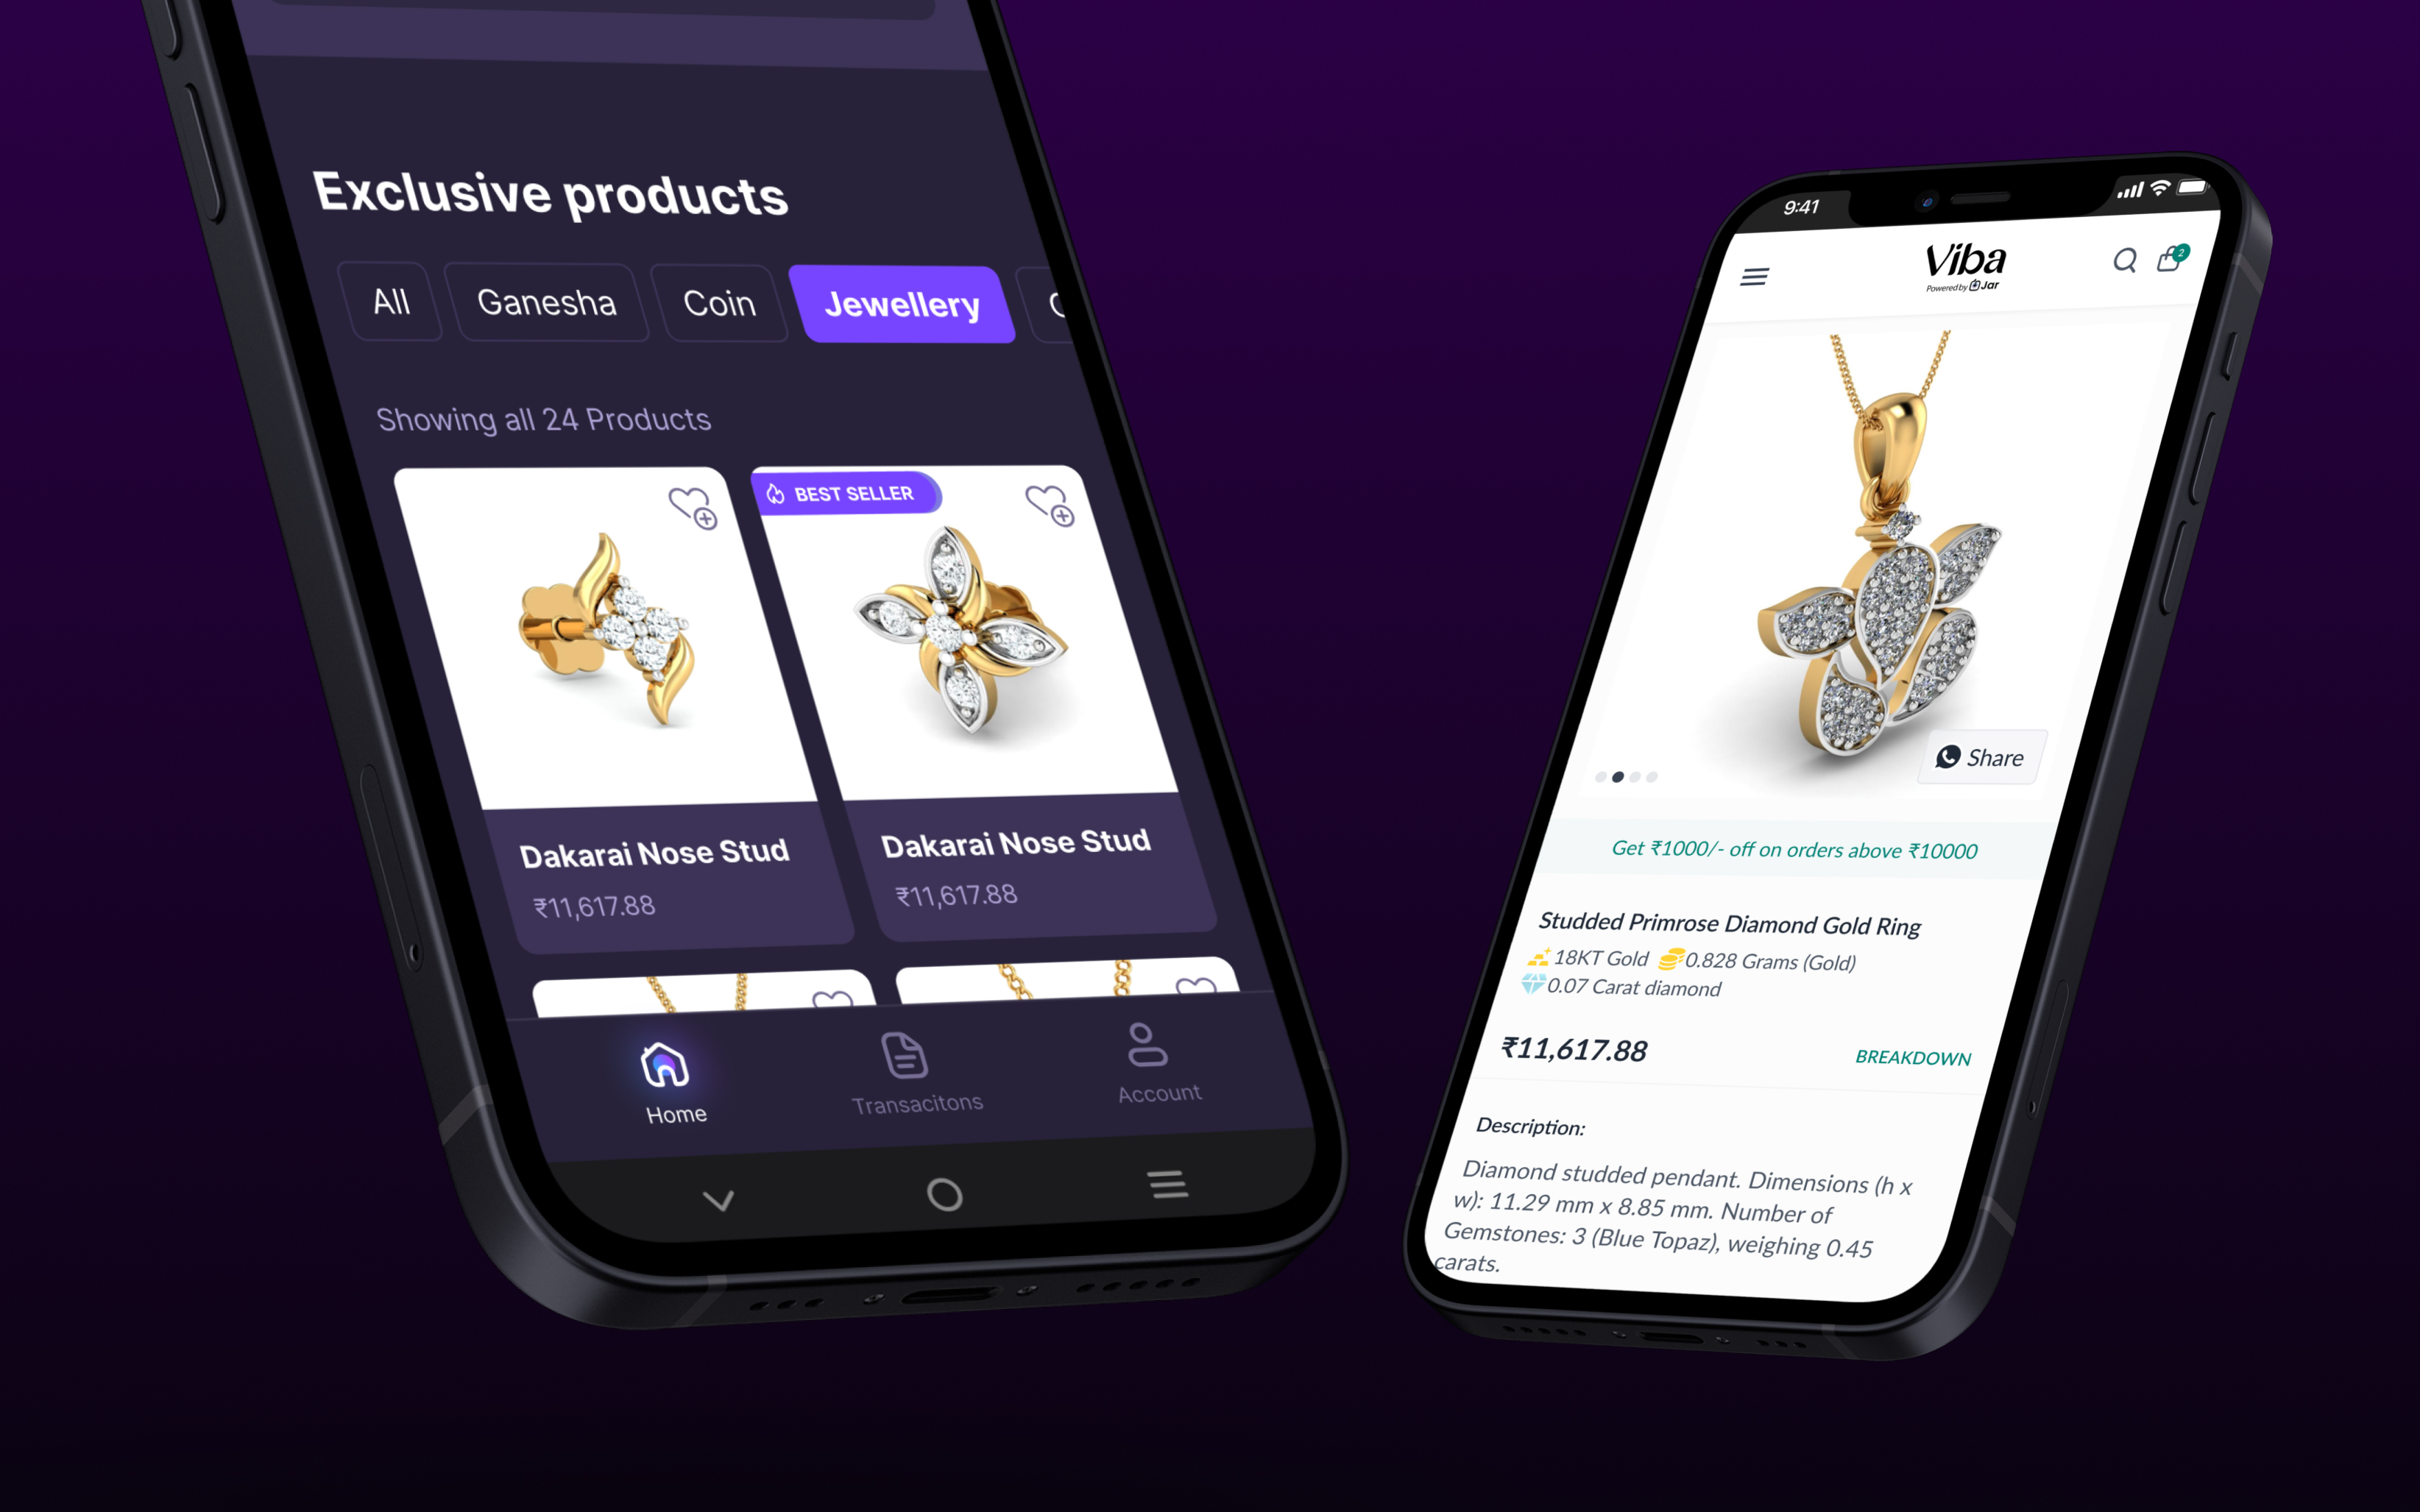 Exclusive products
All
Ganesha
Coin
Jewellery
Showing all 24 Products
BEST SELLER
Dakarai Nose Stud
₹11,617.88
Dakarai Nose Stud
₹11,617.88
Home
Transacitons
Account
9:41
Viba
Powered by Jar
2
Share
Get ₹1000/- off on orders above ₹10000
Studded Primrose Diamond Gold Ring
18KT Gold 0.828 Grams (Gold)
0.07 Carat diamond
₹11,617.88
BREAKDOWN
Description:
Diamond studded pendant. Dimensions (h x
w): 11.29 mm x 8.85 mm. Number of
Gemstones: 3 (Blue Topaz), weighing 0.45
carats.